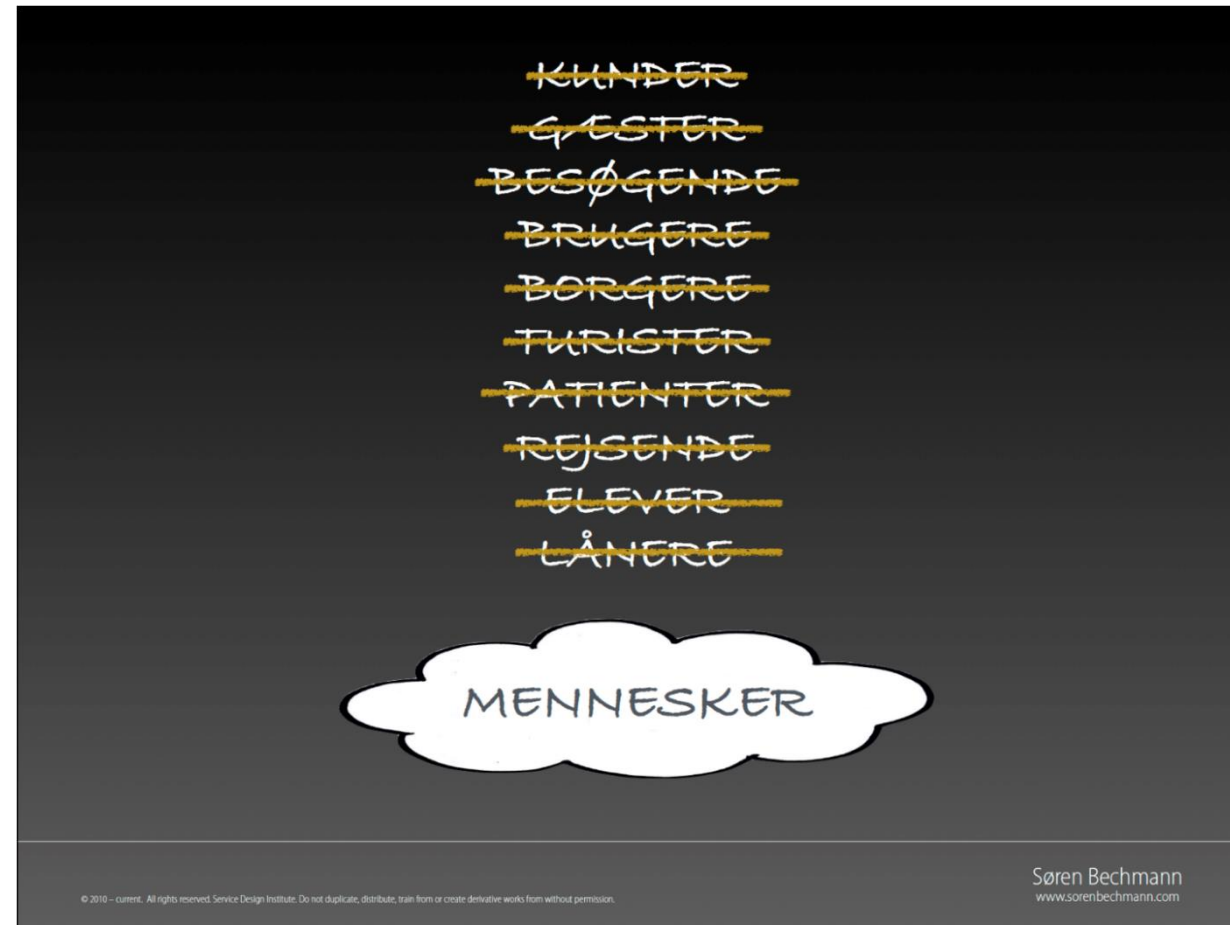 KUNDER
GÆSTER
BESØGENDE
BRUGERE
BORGERE
TURISTER
PATIENTER
REJSENDE
ELEVER
LÅNERE
MENNESKER
Søren Bechmann
www.sorenbechmann.com
© 2010 – current. All rights reserved. Service Design Institute. Do not duplicate, distribute, train from or create derivative works from without permission.